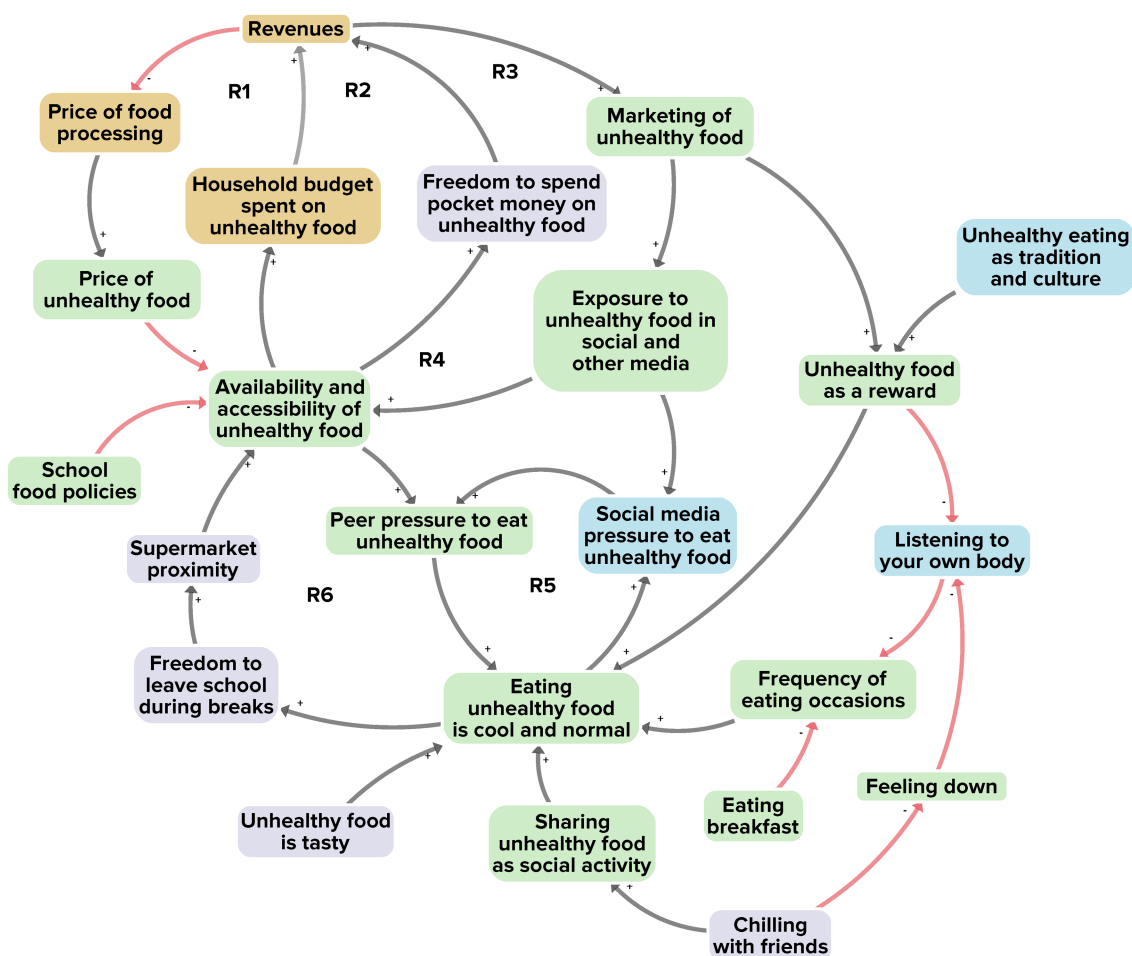 Revenues
R1
R2
R3
Price of food
processing
Marketing of
unhealthy food
Household budget
spent on
unhealthy food
Freedom to spend
pocket money on
unhealthy food
Unhealthy eating
as tradition
and culture
Price of
unhealthy food
Exposure to
unhealthy food in
social and
other media
R4
Unhealthy food
as a reward
Availability and
accessibility of
unhealthy food
School
food policies
Peer pressure to eat
unhealthy food
Social media
pressure to eat
unhealthy food
Listening to
your own body
Supermarket
proximity
R6
R5
Freedom to
leave school
during breaks
Eating
unhealthy food
is cool and normal
Frequency of
eating occasions
Unhealthy food
is tasty
Sharing
unhealthy food
as social activity
Eating
breakfast
Feeling down
Chilling
with friends
-
+
+
+
+
+
+
+
+
+
+
-
-
+
+
+
+
+
+
+
+
+
+
+
+
+
+
-
-
-
-
-
+